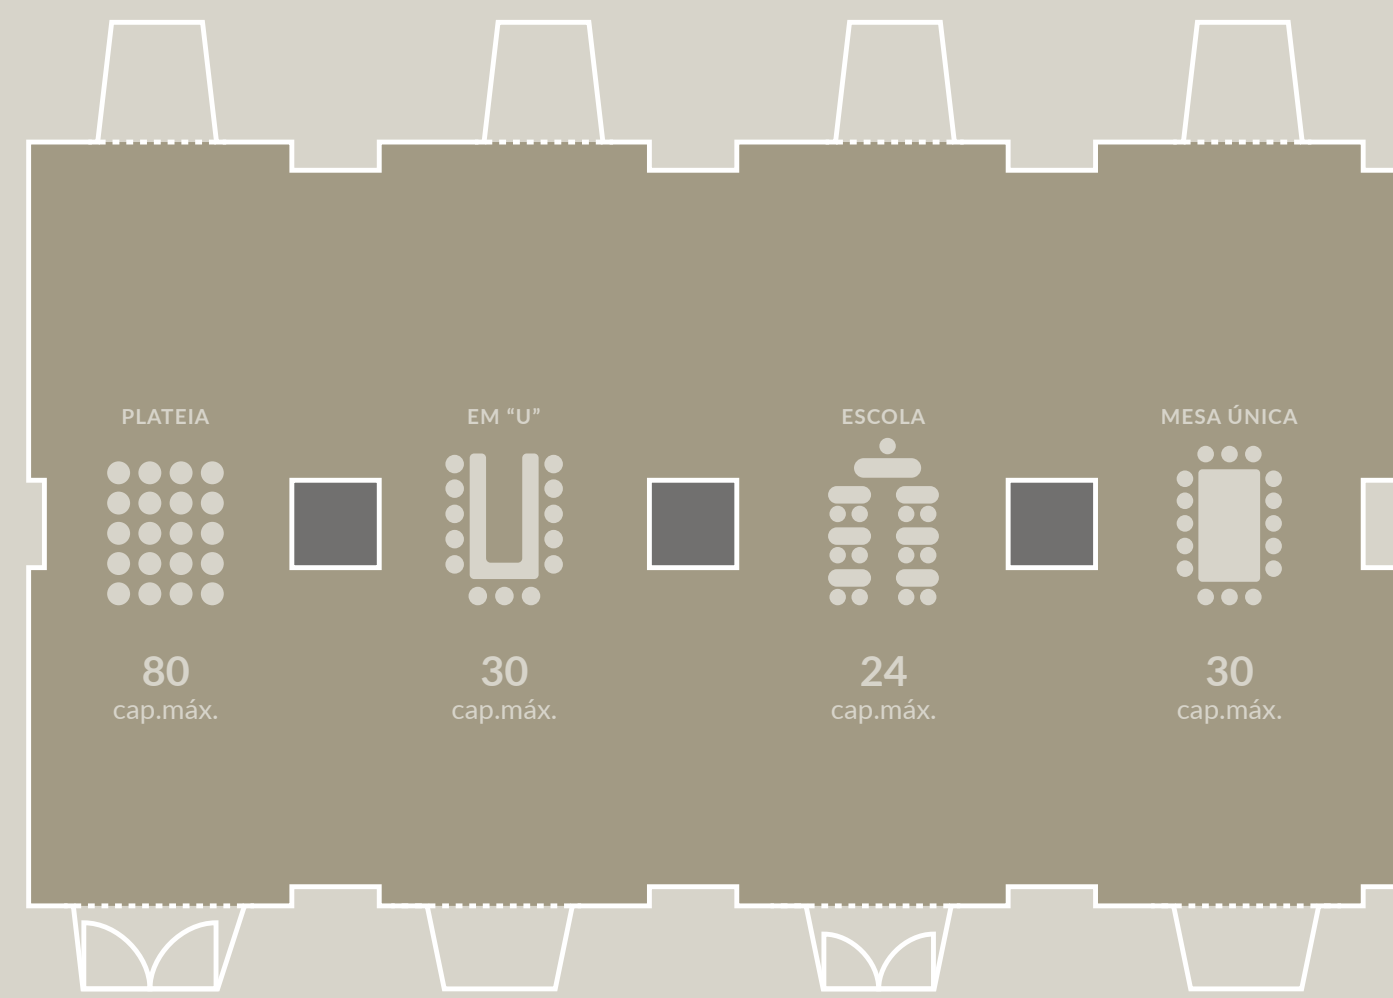 PLATEIA
EM “U”
ESCOLA
MESA ÚNICA
80
cap.máx.
30
cap.máx.
24
cap.máx.
30
cap.máx.